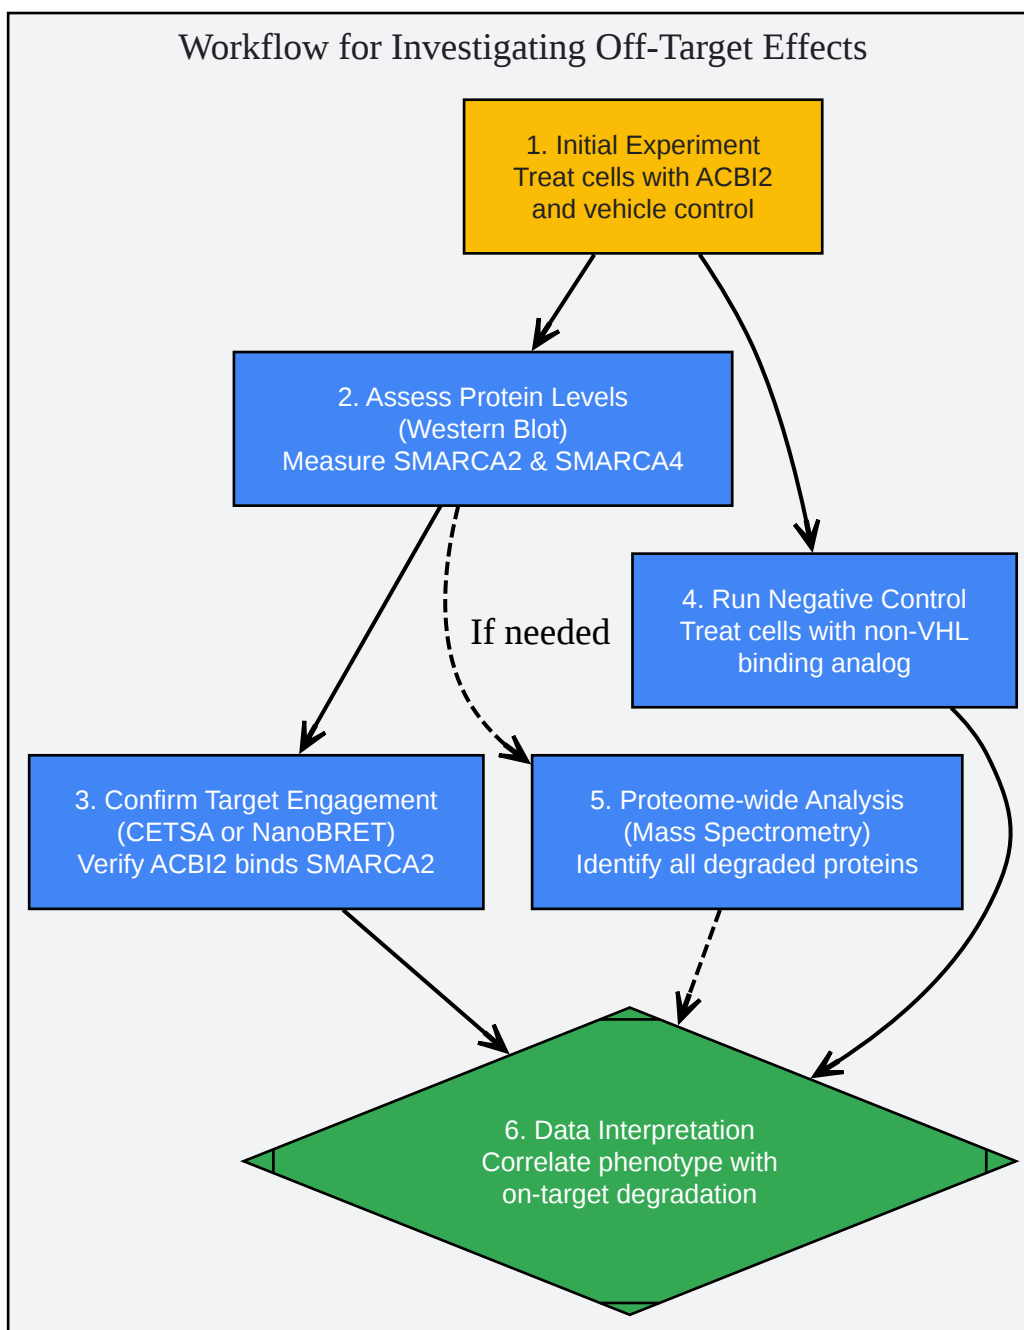 Workflow for Investigating Off-Target Effects
1. Initial Experiment
Treat cells with ACBI2
and vehicle control
2. Assess Protein Levels
(Western Blot)
Measure SMARCA2 & SMARCA4
If needed
4. Run Negative Control
Treat cells with non-VHL
binding analog
3. Confirm Target Engagement
(CETSA or NanoBRET)
Verify ACBI2 binds SMARCA2
5. Proteome-wide Analysis
(Mass Spectrometry)
Identify all degraded proteins
6. Data Interpretation
Correlate phenotype with
on-target degradation